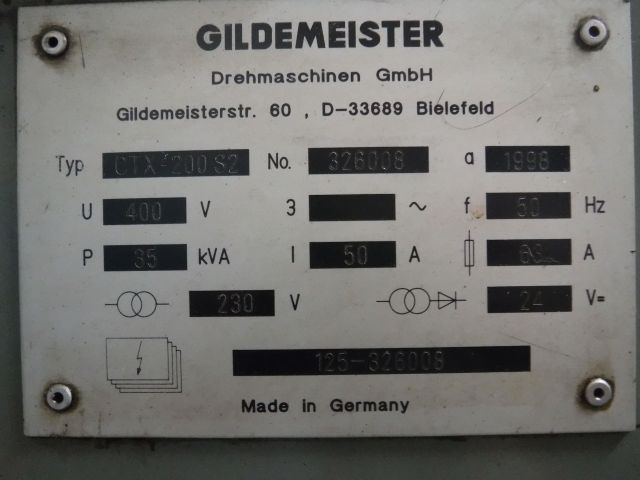 GILDEMEISTER
Drehmaschinen GmbH
Gildemeisterstr. 60 , D-33689 Bielefeld
Typ CTX 200 S2 No. 326008 a 1998
U 400 V 3 ~ f 50 Hz
P 35 kVA I 50 A 63 A
230 V 24 V=
125-326008
Made in Germany